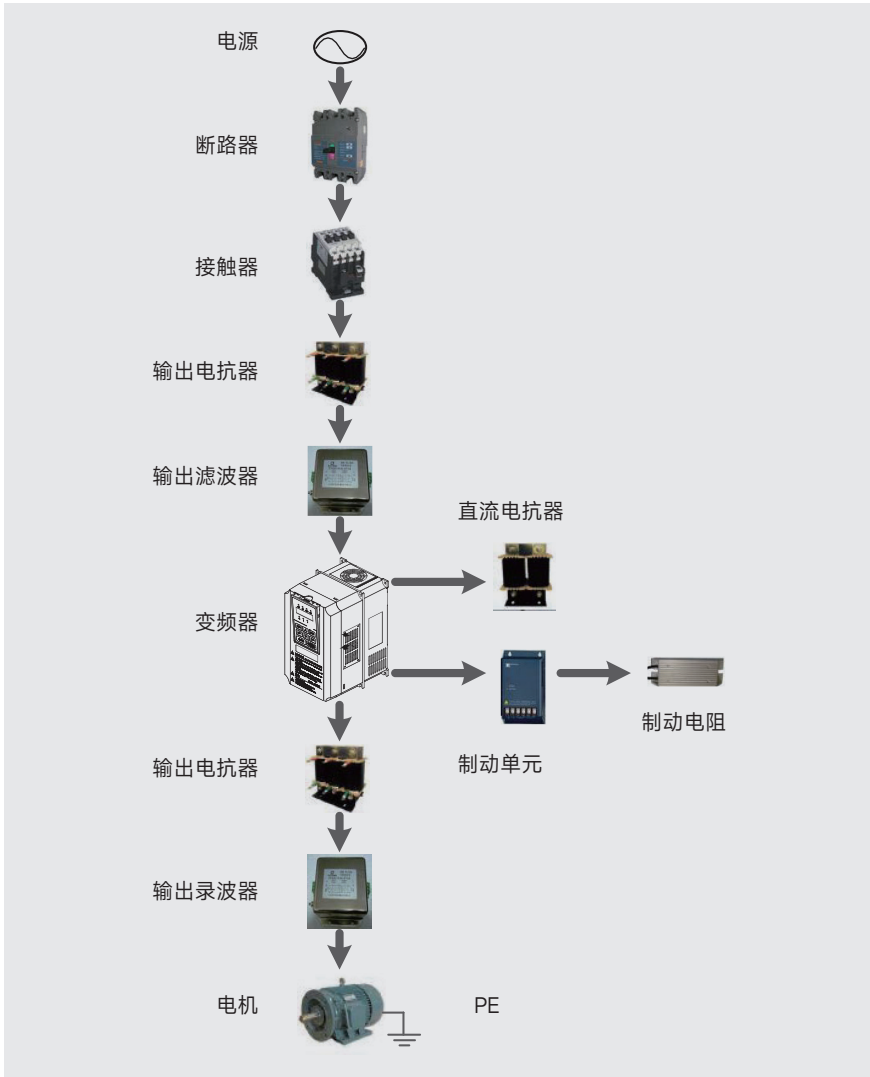 电源
断路器
接触器
输出电抗器
输出滤波器
直流电抗器
变频器
制动电阻
输出电抗器
制动单元
输出录波器
电机
PE